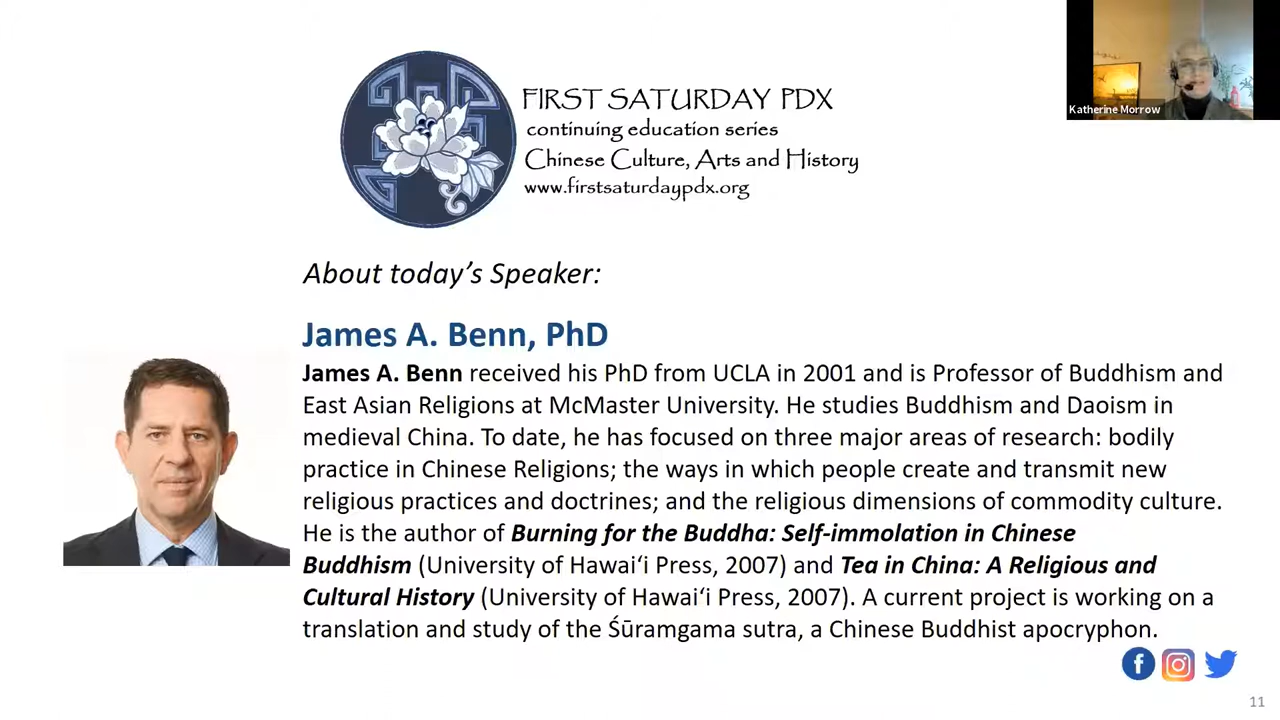 FIRST SATURDAY PDX
continuing education series
Chinese Culture, Arts and History
www.firstsaturdaypdx.org
Katherine Morrow
About today's Speaker:
James A. Benn, PhD
James A. Benn received his PhD from UCLA in 2001 and is Professor of Buddhism and
East Asian Religions at McMaster University. He studies Buddhism and Daoism in
medieval China. To date, he has focused on three major areas of research: bodily
practice in Chinese Religions; the ways in which people create and transmit new
religious practices and doctrines; and the religious dimensions of commodity culture.
He is the author of Burning for the Buddha: Self-immolation in Chinese
Buddhism (University of Hawai‘i Press, 2007) and Tea in China: A Religious and
Cultural History (University of Hawai‘i Press, 2007). A current project is working on a
translation and study of the Śūramgama sutra, a Chinese Buddhist apocryphon.
11